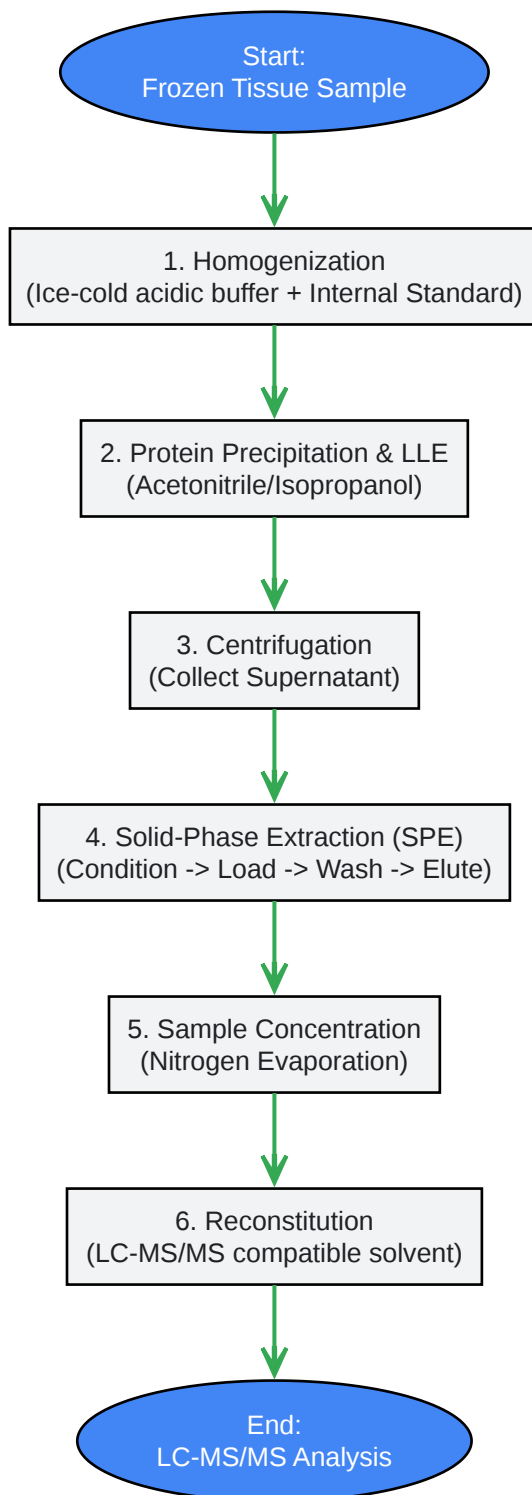 Start:
Frozen Tissue Sample
1. Homogenization
(Ice-cold acidic buffer + Internal Standard)
2. Protein Precipitation & LLE
(Acetonitrile/Isopropanol)
3. Centrifugation
(Collect Supernatant)
4. Solid-Phase Extraction (SPE)
(Condition -> Load -> Wash -> Elute)
5. Sample Concentration
(Nitrogen Evaporation)
6. Reconstitution
(LC-MS/MS compatible solvent)
End:
LC-MS/MS Analysis